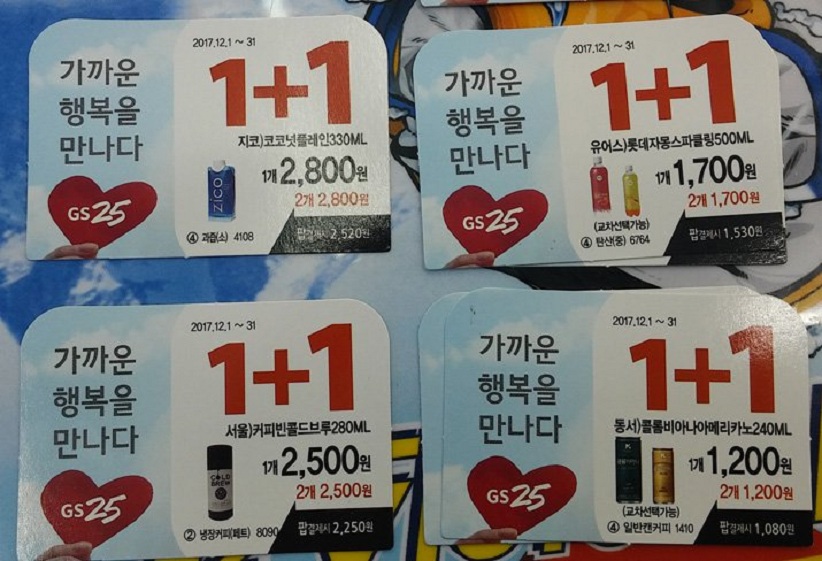 가까운
행복을
만나다
GS25
2017.12.1 ~ 31
1+1
지코)코코넛플레인330ML
zico
1개 2,800원
2개 2,800원
④ 과즙(소) 4108
팝결제시 2,520원
가까운
행복을
만나다
GS25
2017.12.1 ~ 31
1+1
유어스)롯데자몽스파클링500ML
1개 1,700원
2개 1,700원
(교차선택가능)
④ 탄산(중) 6764
팝결제시 1,530원
가까운
행복을
만나다
GS25
2017.12.1 ~ 31
1+1
서울)커피빈콜드브루280ML
COLD
BREW
1개 2,500원
2개 2,500원
② 냉장커피(페트) 8090
팝결제시 2,250원
가까운
행복을
만나다
GS25
2017.12.1 ~ 31
1+1
동서)콜롬비아나아메리카노240ML
1개 1,200원
2개 1,200원
(교차선택가능)
④ 일반캔커피 1410
팝결제시 1,080원